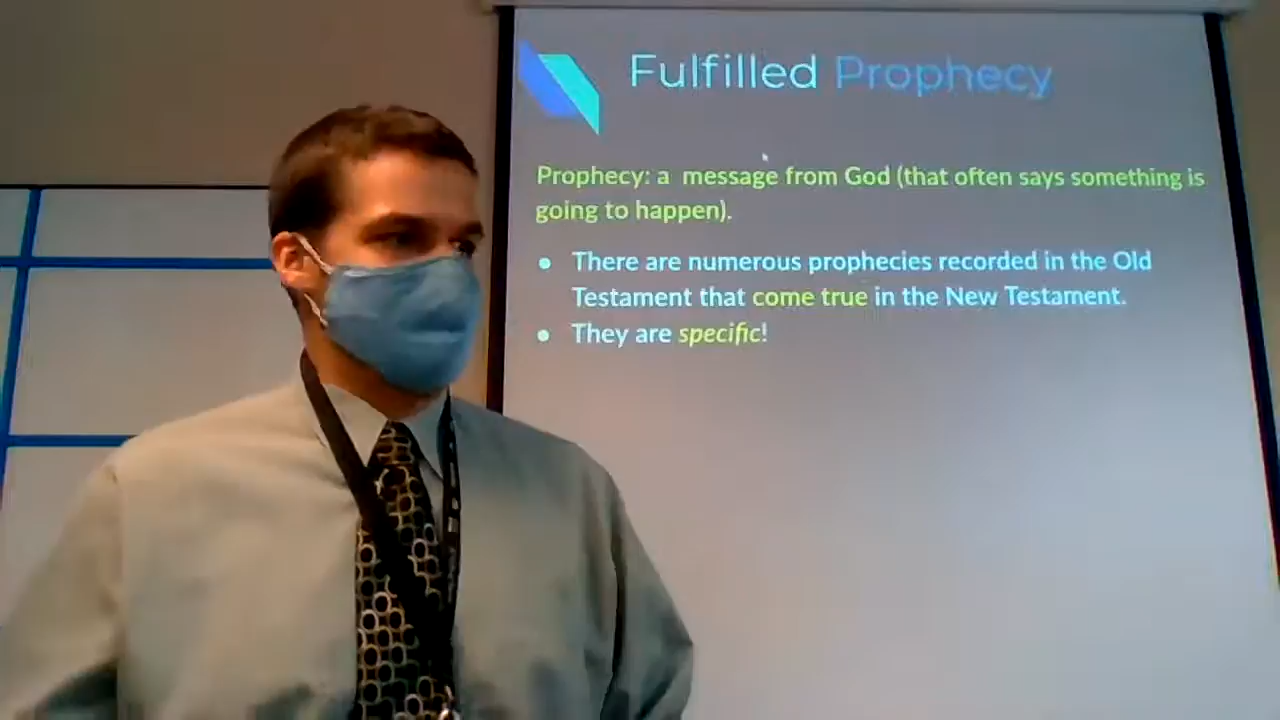 Fulfilled Prophecy
Prophecy: a message from God (that often says something is
going to happen).
● There are numerous prophecies recorded in the Old
Testament that come true in the New Testament.
● They are specific!